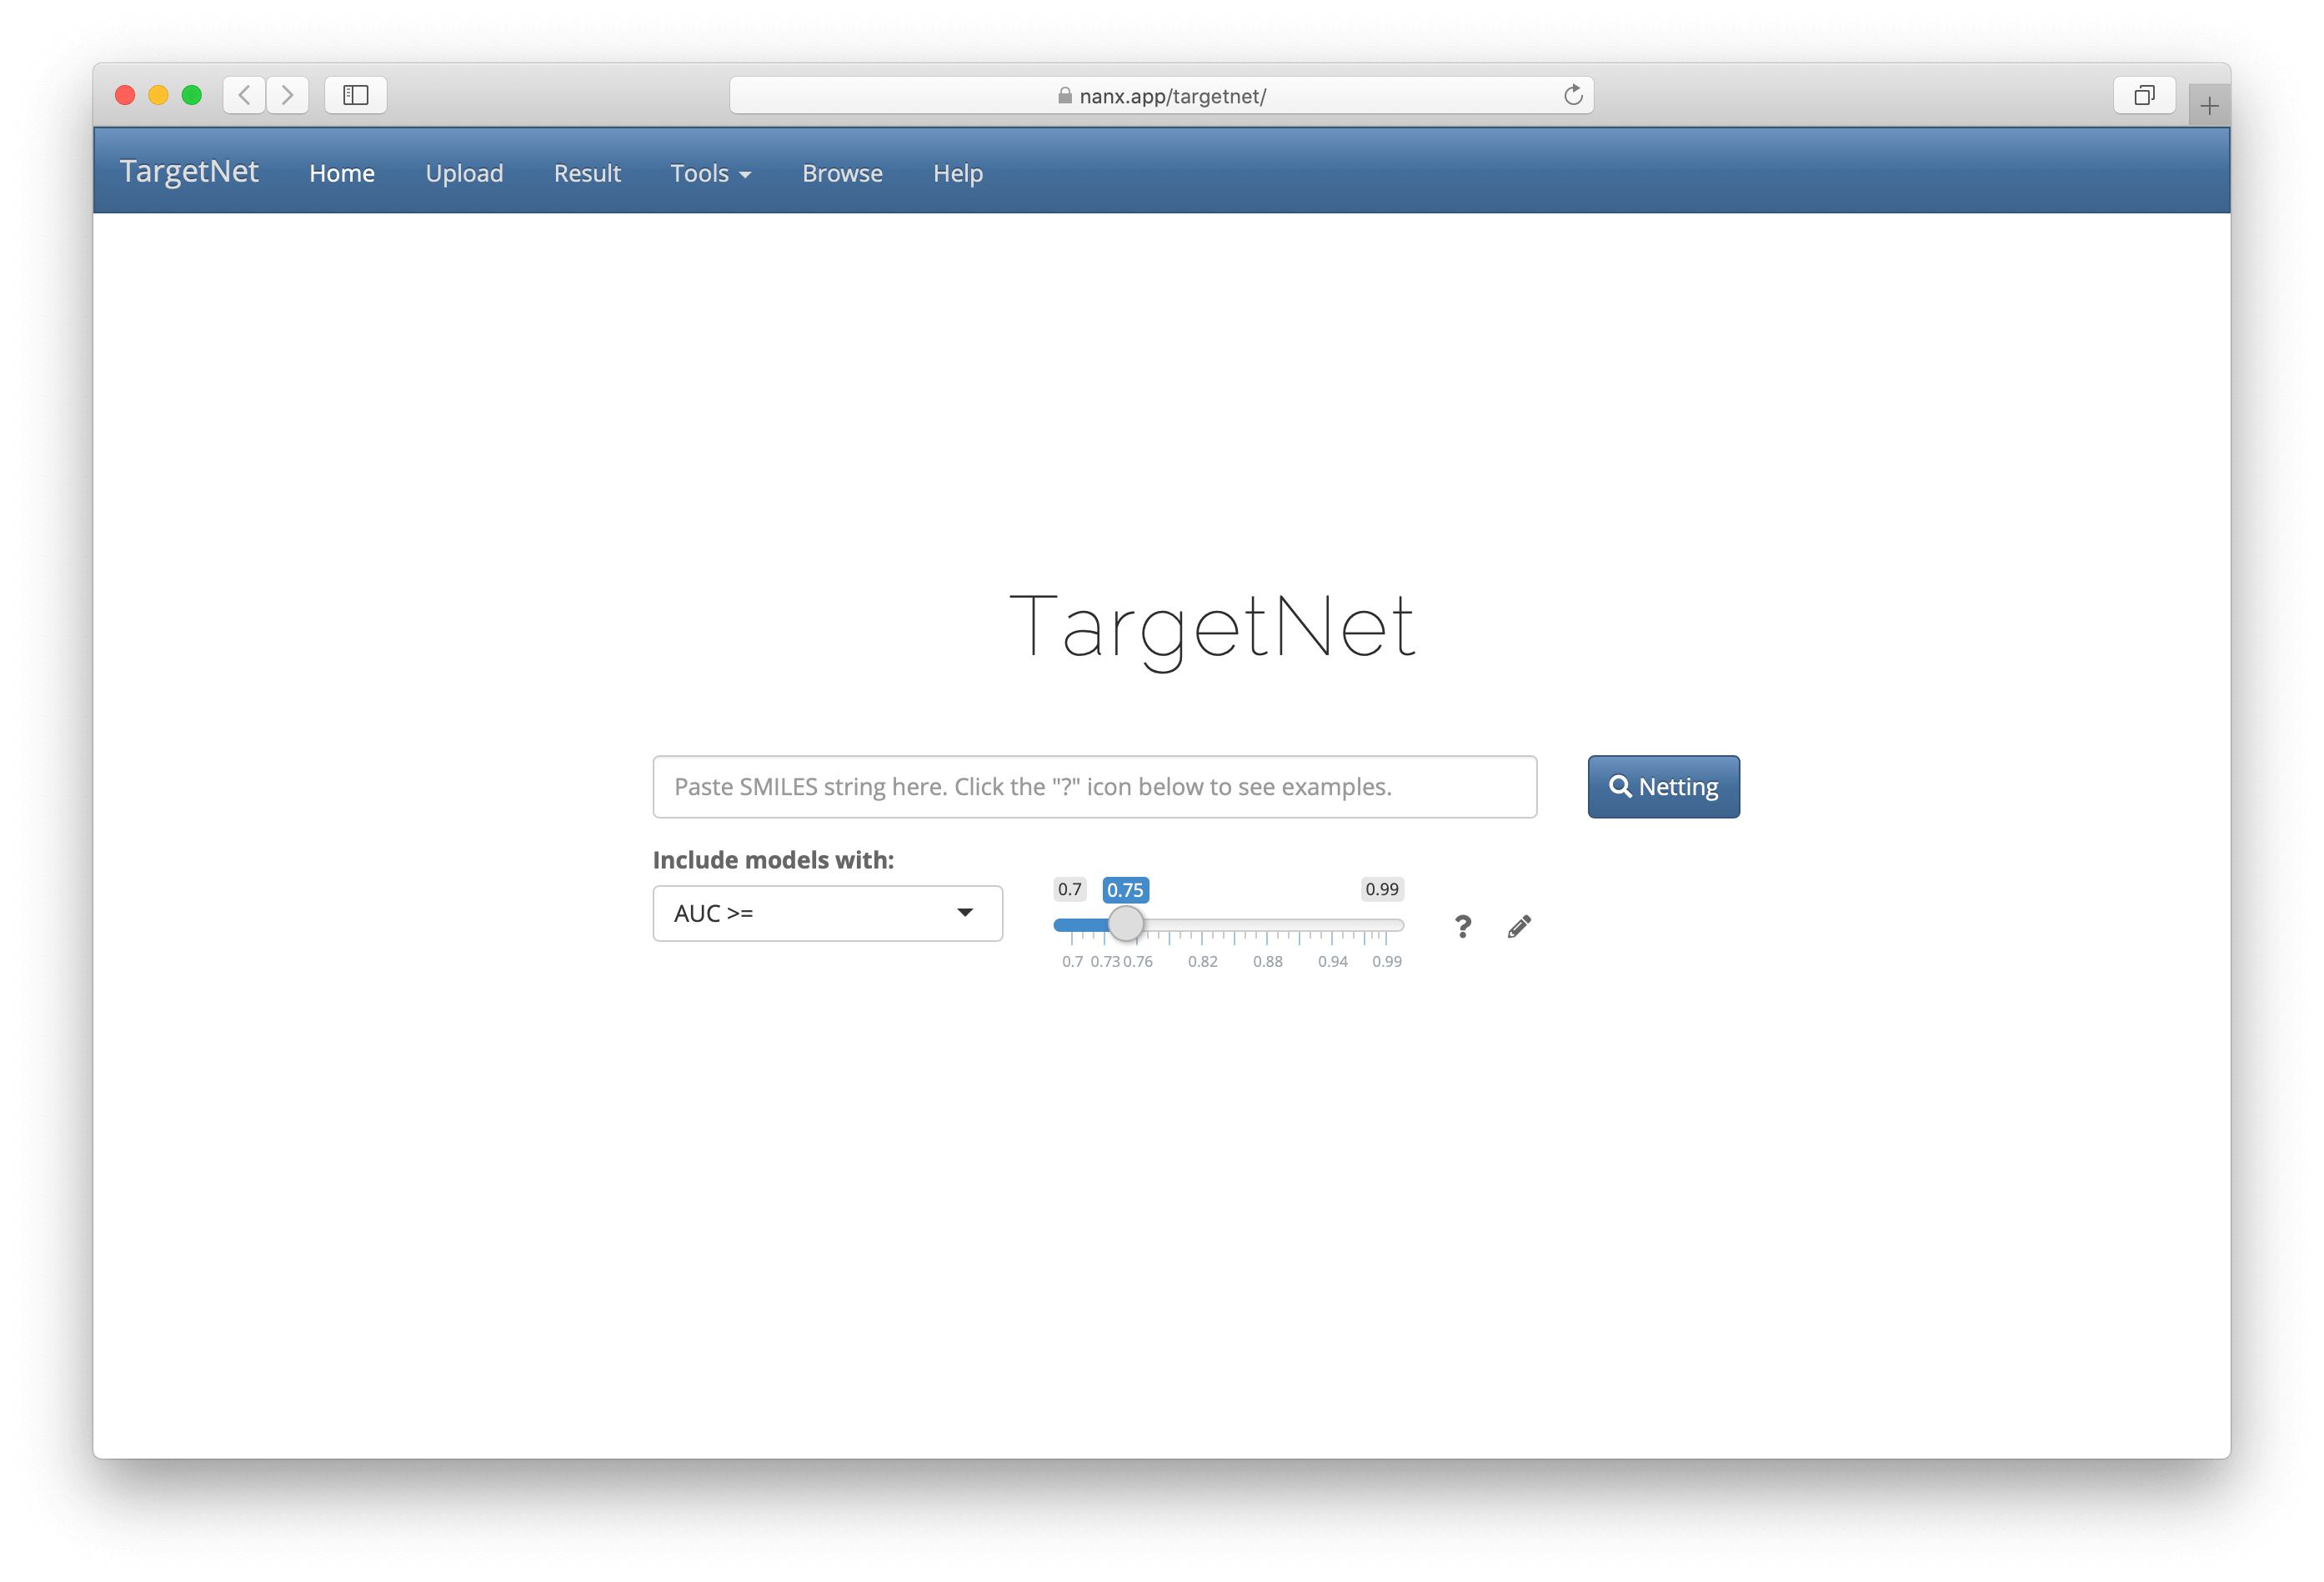 nanx.app/targetnet/
TargetNet Home Upload Result Tools Browse Help
TargetNet
Paste SMILES string here. Click the "?" icon below to see examples.
Netting
Include models with:
AUC >=
0.7 0.75 0.99
0.7 0.73 0.76 0.82 0.88 0.94 0.99